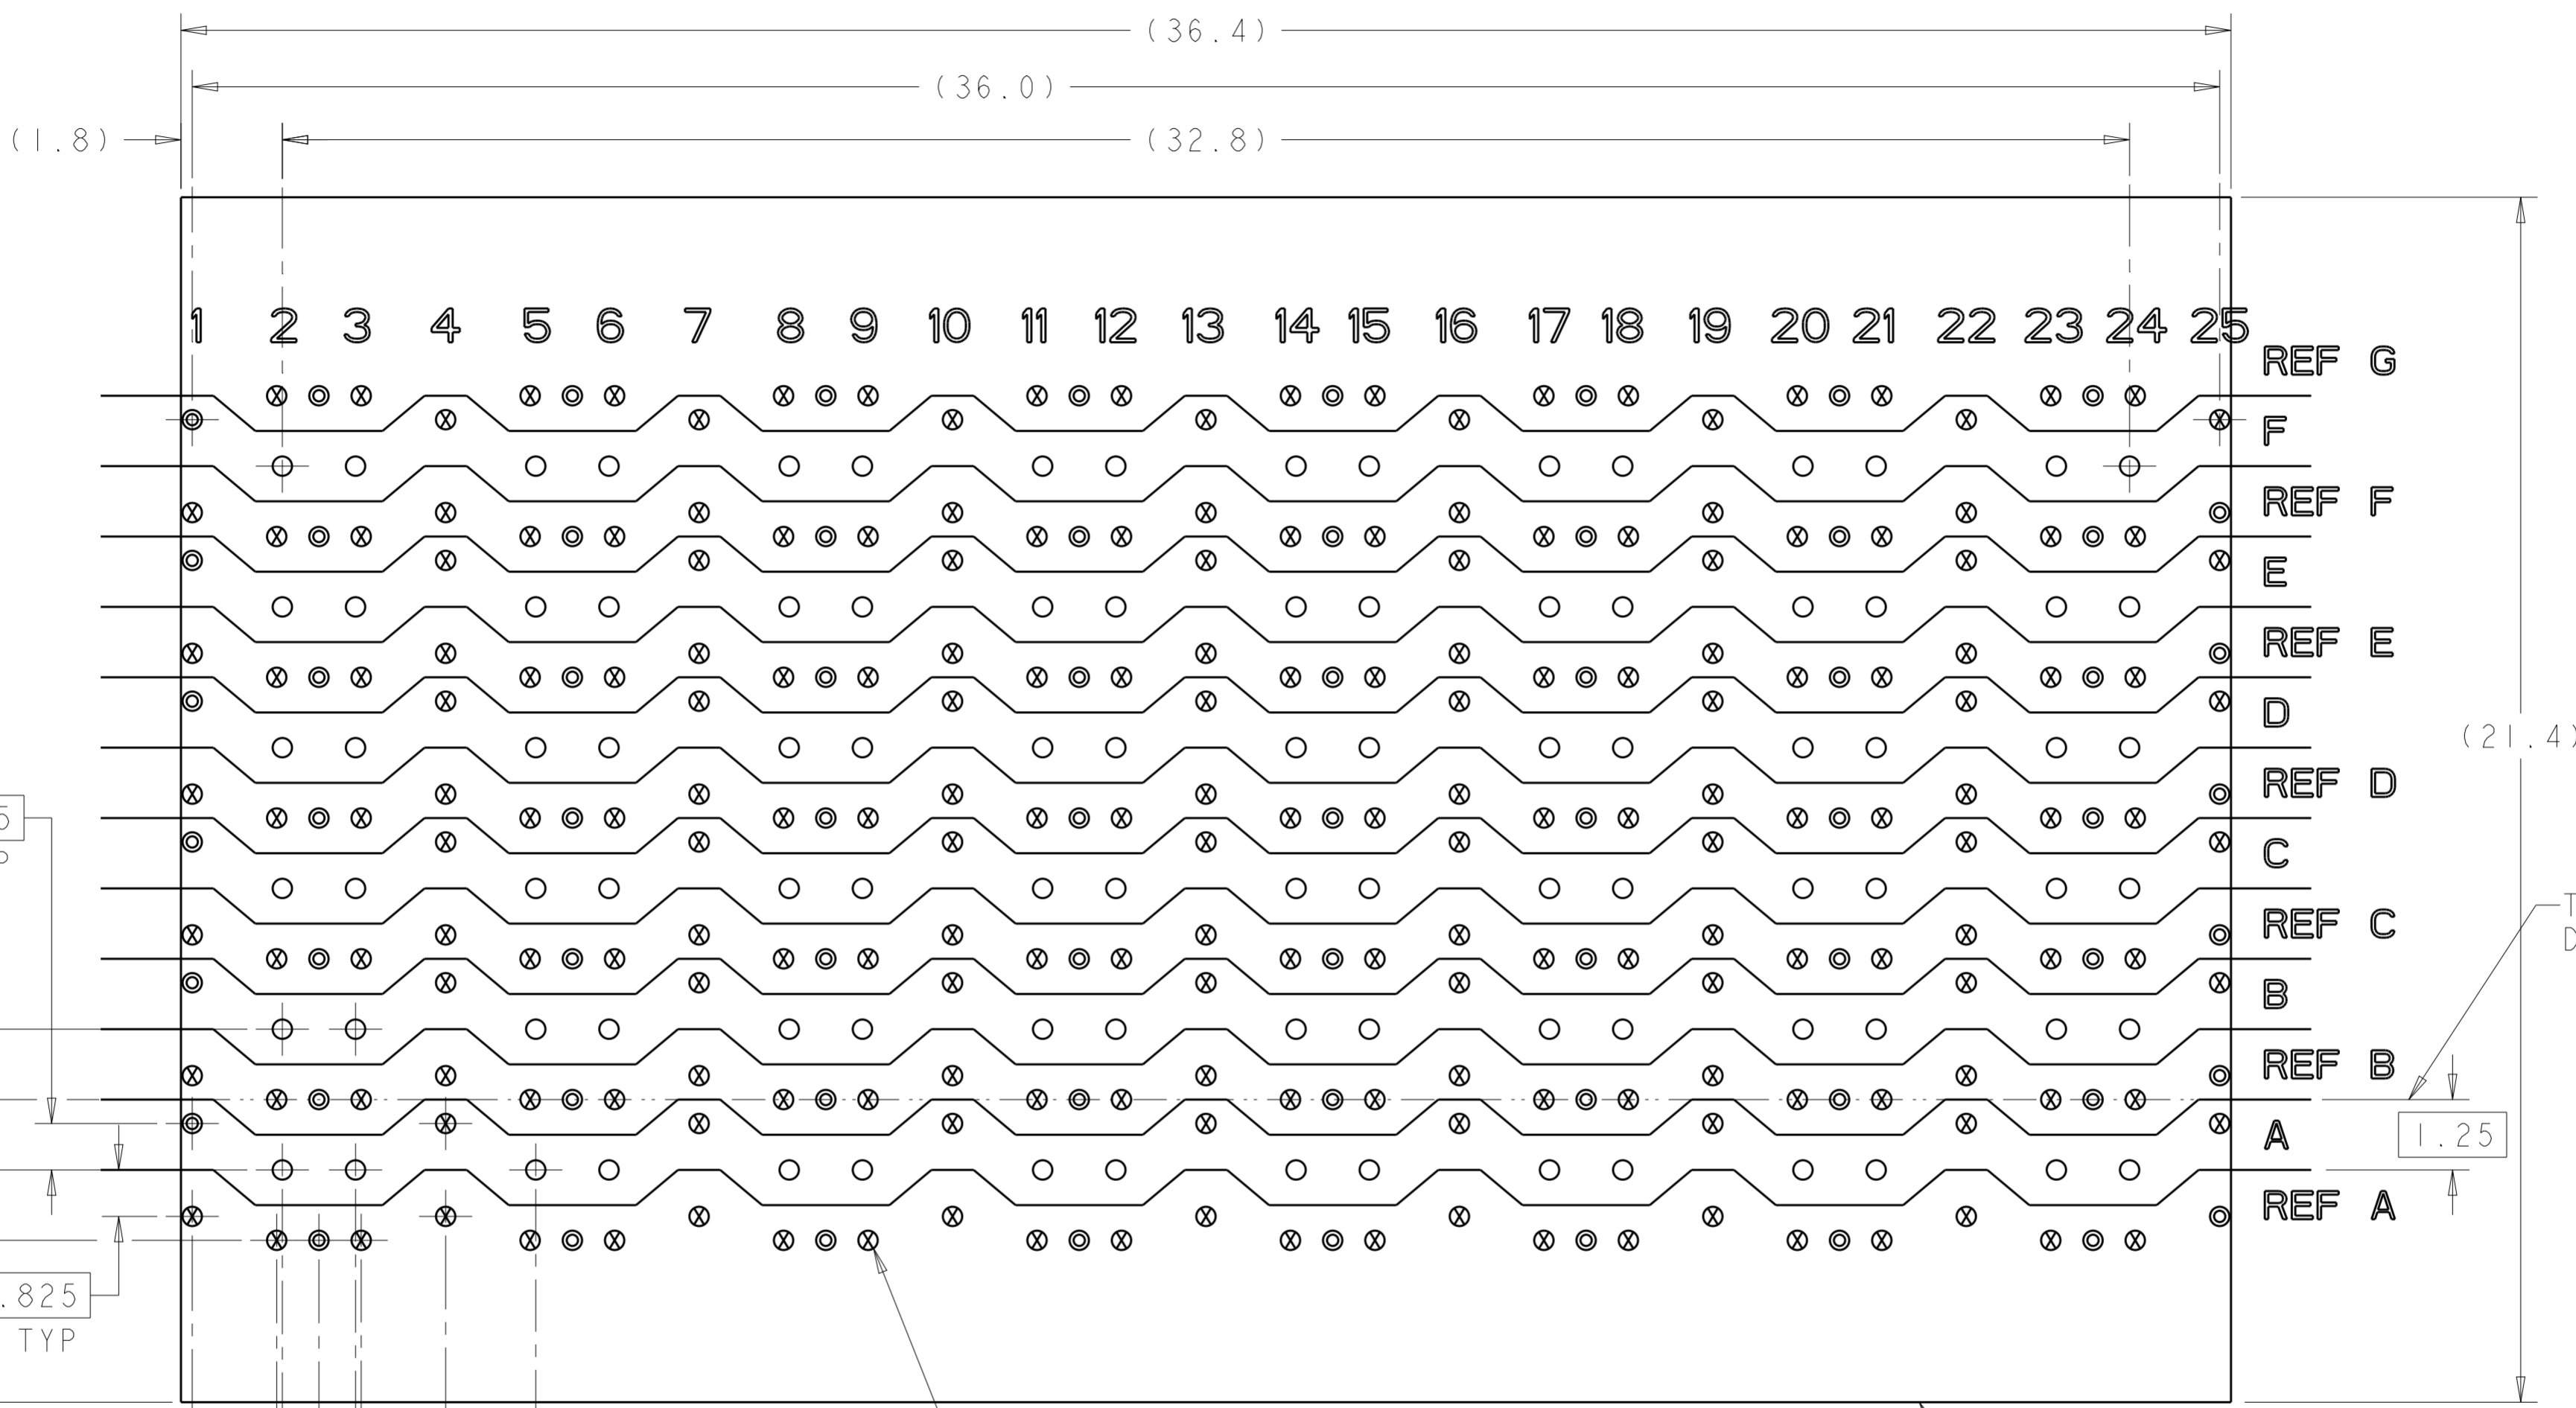 (36.4)
(36.0)
(1.8)
(32.8)
1 2 3 4 5 6 7 8 9 10 11 12 13 14 15 16 17 18 19 20 21 22 23 24 25
REF G
F
REF F
E
REF E
D
(21.4)
REF D
C
REF C
B
REF B
A
1.25
REF A
.825
TYP